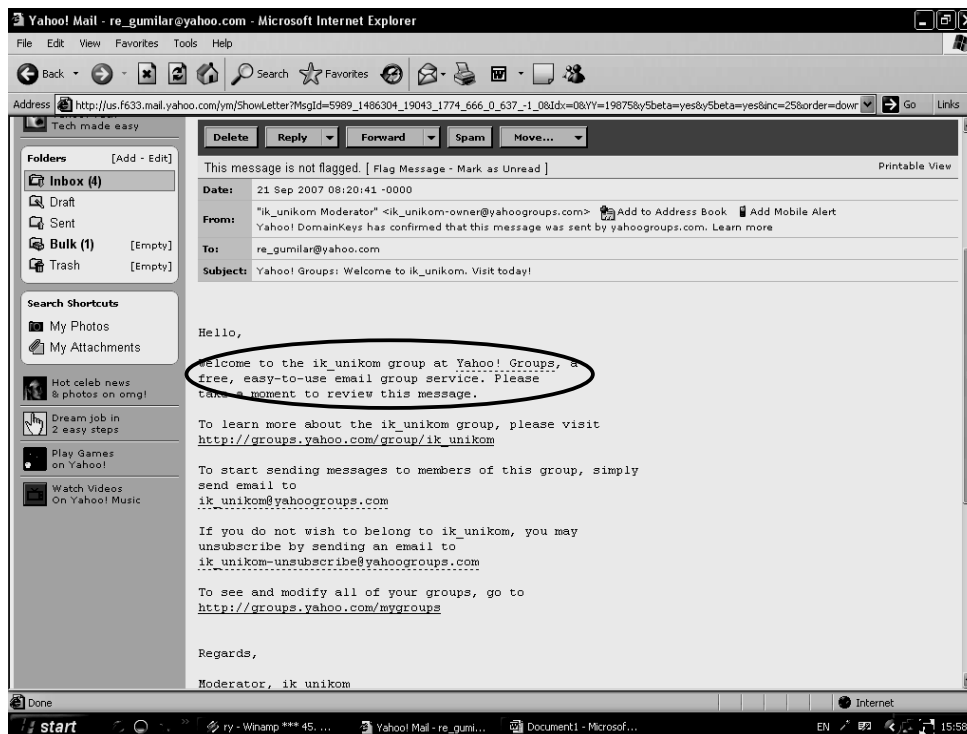 Yahoo! Mail - re_gumilar@yahoo.com - Microsoft Internet Explorer
File Edit View Favorites Tools Help
Back Search Favorites
Address http://us.f633.mail.yahoo.com/ym/ShowLetter?MsgId=5989_1486304_19043_1774_666_0_637_-1_0&Idx=0&YY=19875&y5beta=yes&y5beta=yes&inc=25&order=dowr Go Links
Tech made easy
Delete Reply Forward Spam Move...
Folders [Add - Edit]
Inbox (4)
Draft
Sent
Bulk (1) [Empty]
Trash [Empty]
Search Shortcuts
My Photos
My Attachments
Hot celeb news
& photos on omg!
Dream job in
2 easy steps
Play Games
on Yahoo!
Watch Videos
On Yahoo! Music
This message is not flagged. [ Flag Message - Mark as Unread ] Printable View
Date: 21 Sep 2007 08:20:41 -0000
From: "ik_unikom Moderator" <ik_unikom-owner@yahoogroups.com> Add to Address Book Add Mobile Alert
Yahoo! DomainKeys has confirmed that this message was sent by yahoogroups.com. Learn more
To: re_gumilar@yahoo.com
Subject: Yahoo! Groups: Welcome to ik_unikom. Visit today!
Hello,
Welcome to the ik_unikom group at Yahoo! Groups, a
free, easy-to-use email group service. Please
take a moment to review this message.
To learn more about the ik_unikom group, please visit
http://groups.yahoo.com/group/ik_unikom
To start sending messages to members of this group, simply
send email to
ik_unikom@yahoogroups.com
If you do not wish to belong to ik_unikom, you may
unsubscribe by sending an email to
ik_unikom-unsubscribe@yahoogroups.com
To see and modify all of your groups, go to
http://groups.yahoo.com/mygroups
Regards,
Moderator, ik_unikom
Done Internet
start ry - Winamp *** 45. ... Yahoo! Mail - re_gumi... Document1 - Microsof... EN 15:58